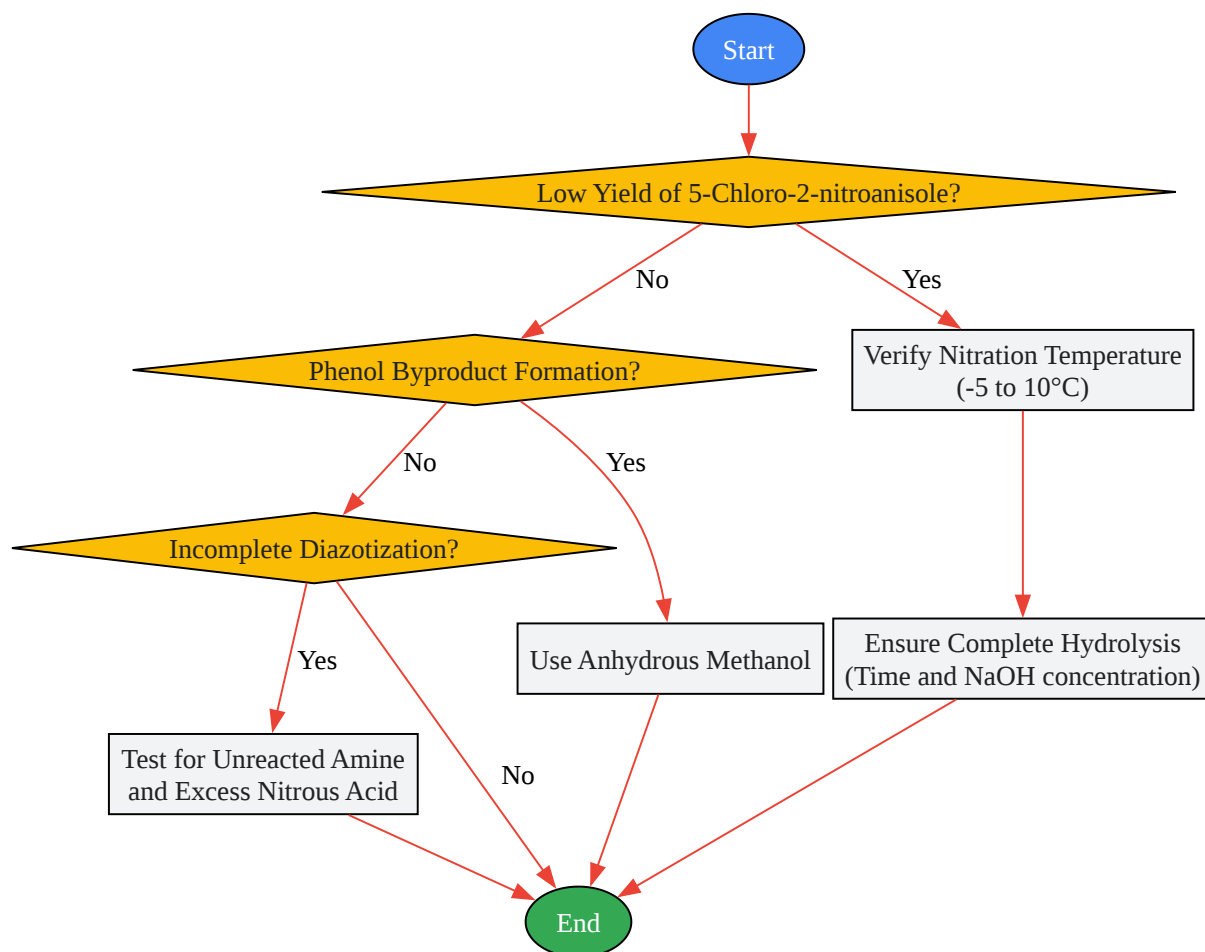 Start
Low Yield of 5-Chloro-2-nitroanisole?
No
Yes
Phenol Byproduct Formation?
Verify Nitration Temperature
(-5 to 10°C)
No
Yes
Incomplete Diazotization?
Yes
Use Anhydrous Methanol
Ensure Complete Hydrolysis
(Time and NaOH concentration)
Test for Unreacted Amine
and Excess Nitrous Acid
No
End